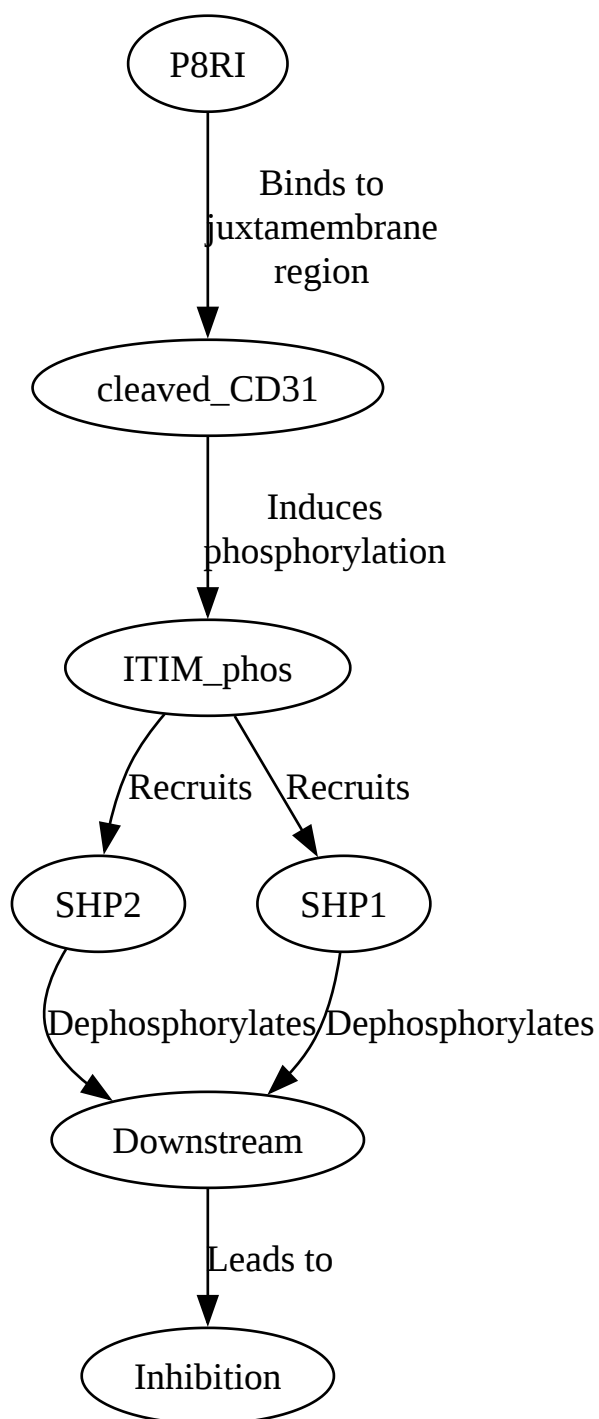 P8RI
Binds to
juxtamembrane
region
cleaved_CD31
Induces
phosphorylation
ITIM_phos
Recruits
Recruits
SHP2
SHP1
Dephosphorylates
Dephosphorylates
Downstream
Leads to
Inhibition